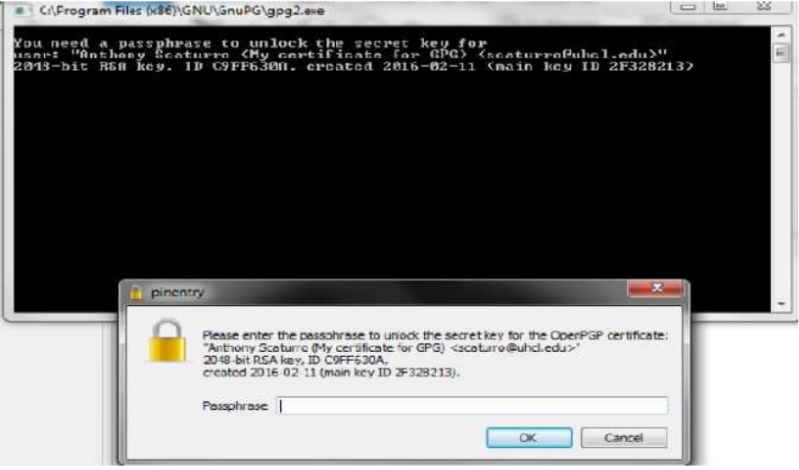 C:\Program Files (x86)\GNU\GnuPG\gpg2.exe
You need a passphrase to unlock the secret key for
user: "Anthony Scaturro (My certificate for GPG) <scaturro@uhcl.edu>"
2048-bit RSA key, ID C9FF630A, created 2016-02-11 (main key ID 2F328213)
pinentry
Please enter the passphrase to unlock the secret key for the OpenPGP certificate:
"Anthony Scaturro (My certificate for GPG) <scaturro@uhcl.edu>"
2048-bit RSA key, ID C9FF630A,
created 2016-02-11 (main key ID 2F328213).
Passphrase
OK
Cancel